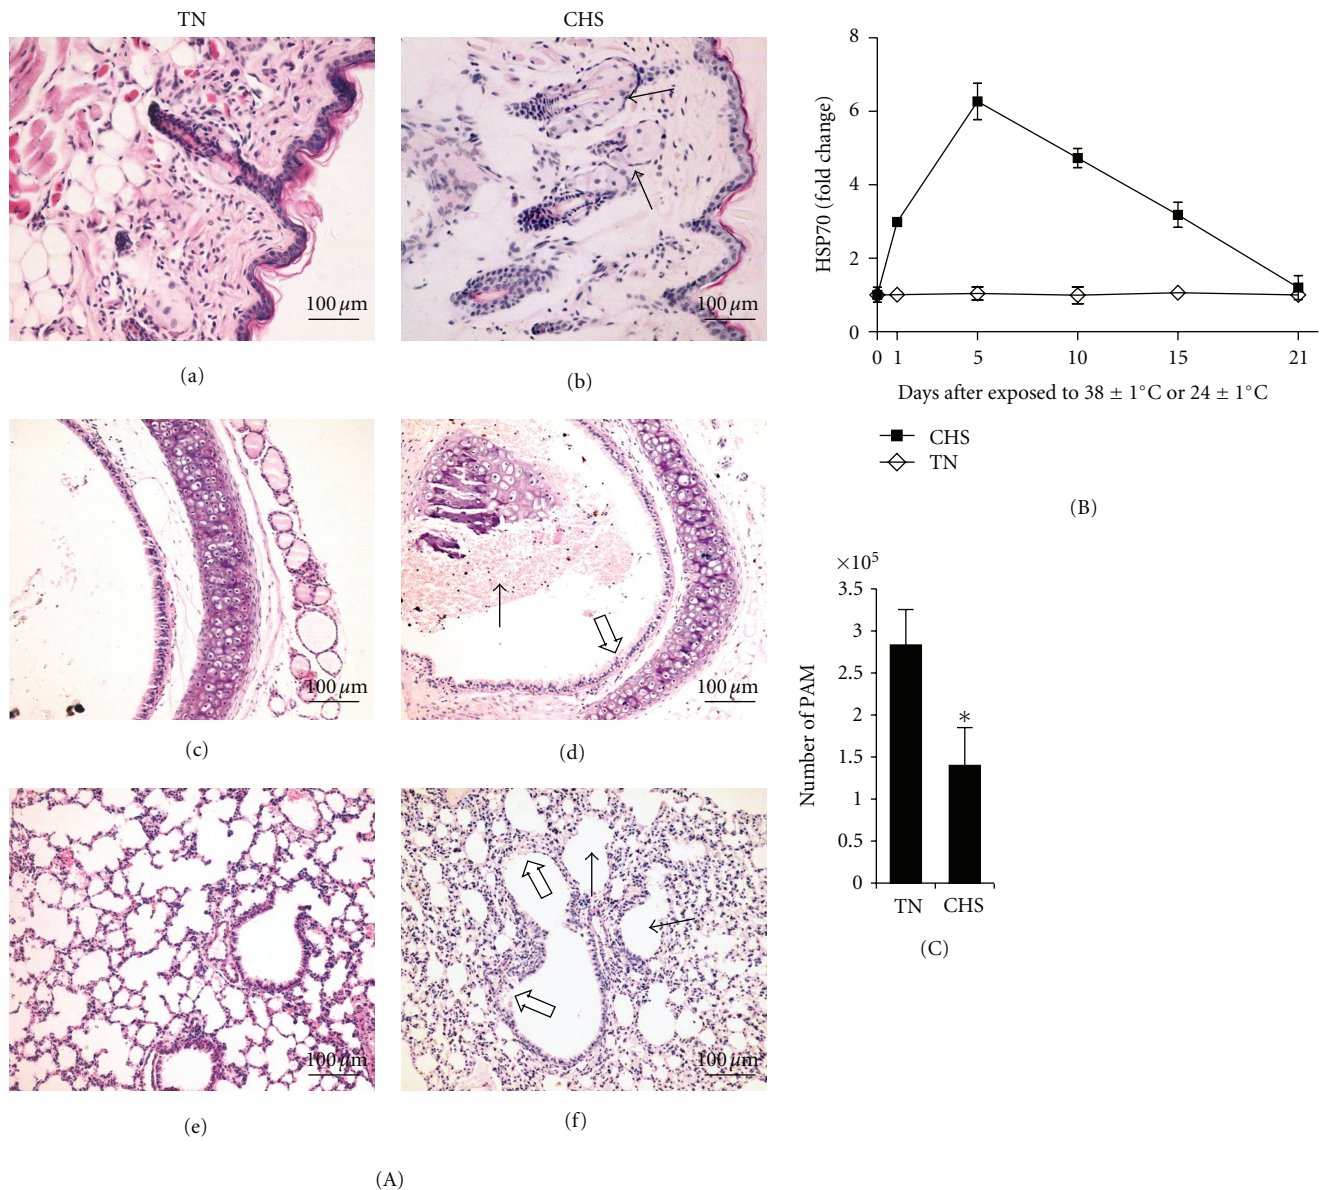 TN
CHS
100 µm
(a)
100 µm
(b)
100 µm
(c)
100 µm
(d)
100 µm
(e)
100 µm
(f)
(A)
HSP70 (fold change)
8
6
4
2
0
0 1 5 10 15 21
Days after exposed to 38 ± 1°C or 24 ± 1°C
CHS
TN
(B)
×10⁵
Number of PAM
3.5
3
2.5
2
1.5
1
0.5
0
*
TN CHS
(C)